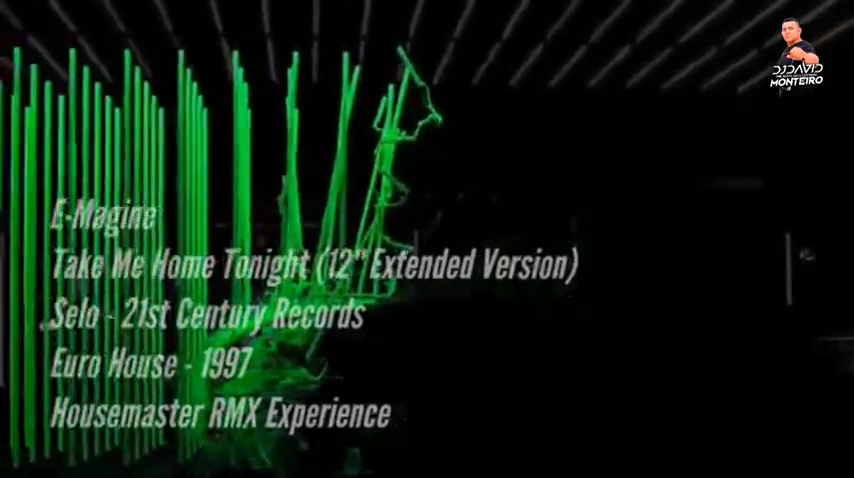 DJ DAVID
MONTEIRO
E-Magine
Take Me Home Tonight (12" Extended Version)
Selo - 21st Century Records
Euro House - 1997
Housemaster RMX Experience